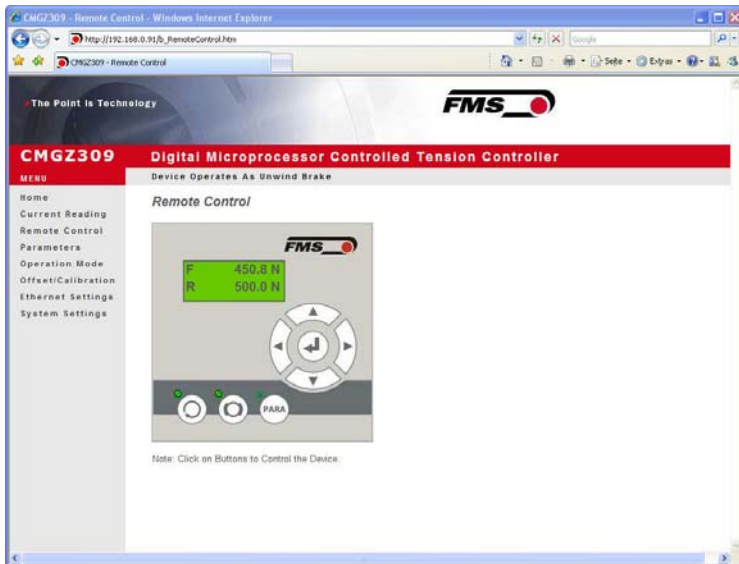 CMGZ309 - Remote Control - Windows Internet Explorer
http://192.168.0.91/b_RemoteControl.htm
Google
CMGZ309 - Remote Control
Seite
Extras
The Point Is Technology
FMS
CMGZ309
Digital Microprocessor Controlled Tension Controller
MENU
Device Operates As Unwind Brake
Home
Current Reading
Remote Control
Parameters
Operation Mode
Offset/Calibration
Ethernet Settings
System Settings
Remote Control
FMS
F 450.8 N
R 500.0 N
PARA
Note: Click on Buttons to Control the Device.